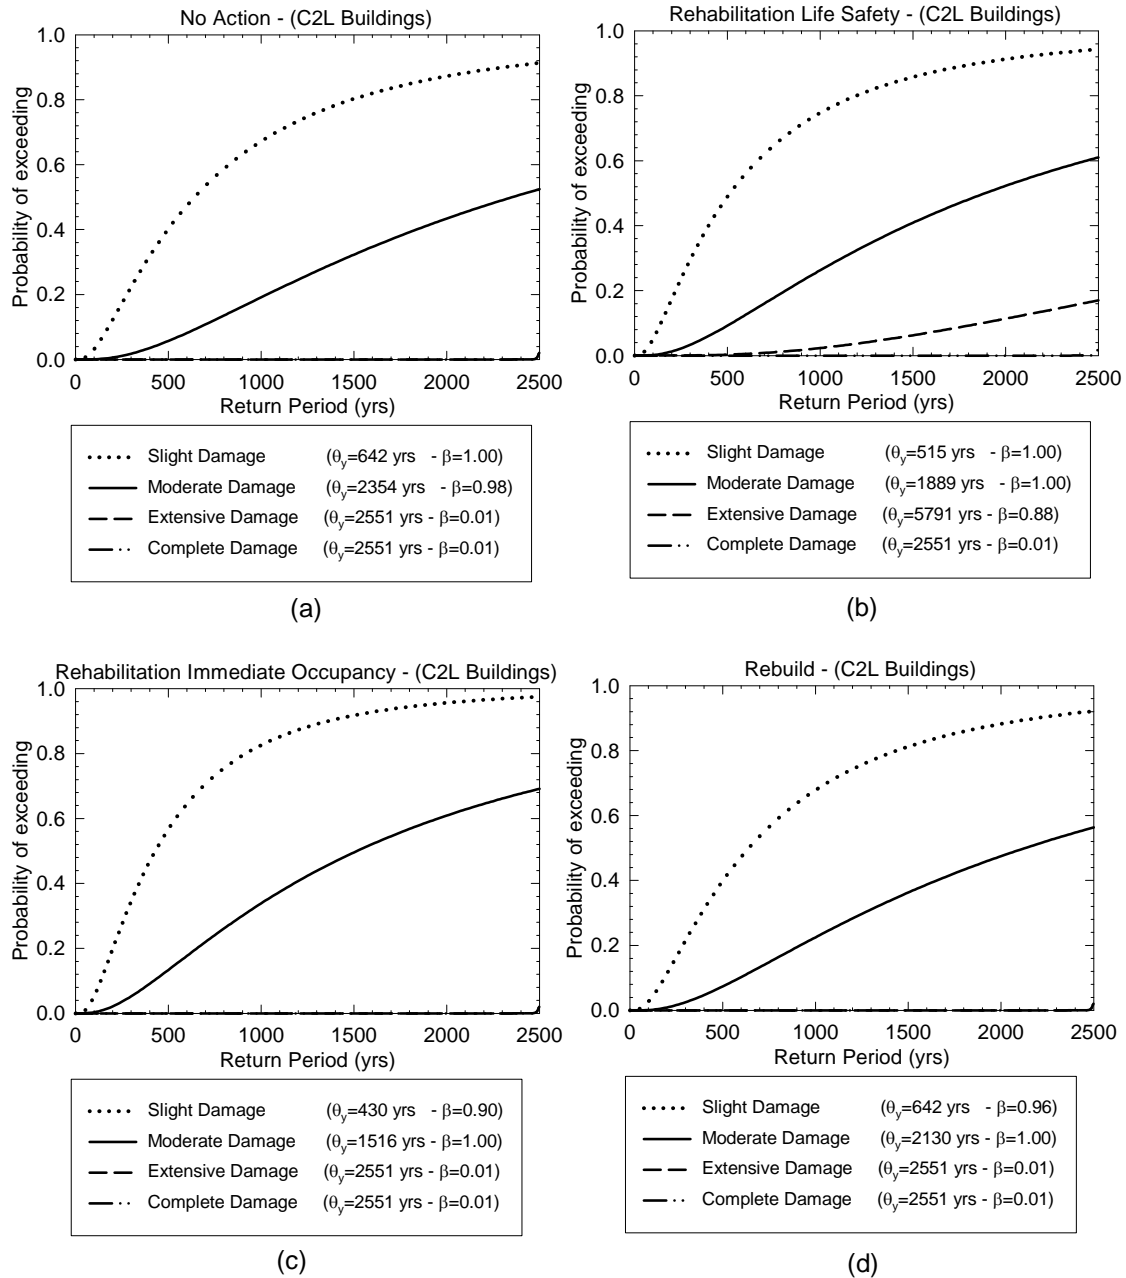 No Action - (C2L Buildings)
Probability of exceeding
1.0
0.8
0.6
0.4
0.2
0.0
0 500 1000 1500 2000 2500
Return Period (yrs)
Slight Damage (θy=642 yrs - β=1.00)
Moderate Damage (θy=2354 yrs - β=0.98)
Extensive Damage (θy=2551 yrs - β=0.01)
Complete Damage (θy=2551 yrs - β=0.01)
(a)
Rehabilitation Life Safety - (C2L Buildings)
Probability of exceeding
1.0
0.8
0.6
0.4
0.2
0.0
0 500 1000 1500 2000 2500
Return Period (yrs)
Slight Damage (θy=515 yrs - β=1.00)
Moderate Damage (θy=1889 yrs - β=1.00)
Extensive Damage (θy=5791 yrs - β=0.88)
Complete Damage (θy=2551 yrs - β=0.01)
(b)
Rehabilitation Immediate Occupancy - (C2L Buildings)
Probability of exceeding
1.0
0.8
0.6
0.4
0.2
0.0
0 500 1000 1500 2000 2500
Return Period (yrs)
Slight Damage (θy=430 yrs - β=0.90)
Moderate Damage (θy=1516 yrs - β=1.00)
Extensive Damage (θy=2551 yrs - β=0.01)
Complete Damage (θy=2551 yrs - β=0.01)
(c)
Rebuild - (C2L Buildings)
Probability of exceeding
1.0
0.8
0.6
0.4
0.2
0.0
0 500 1000 1500 2000 2500
Return Period (yrs)
Slight Damage (θy=642 yrs - β=0.96)
Moderate Damage (θy=2130 yrs - β=1.00)
Extensive Damage (θy=2551 yrs - β=0.01)
Complete Damage (θy=2551 yrs - β=0.01)
(d)